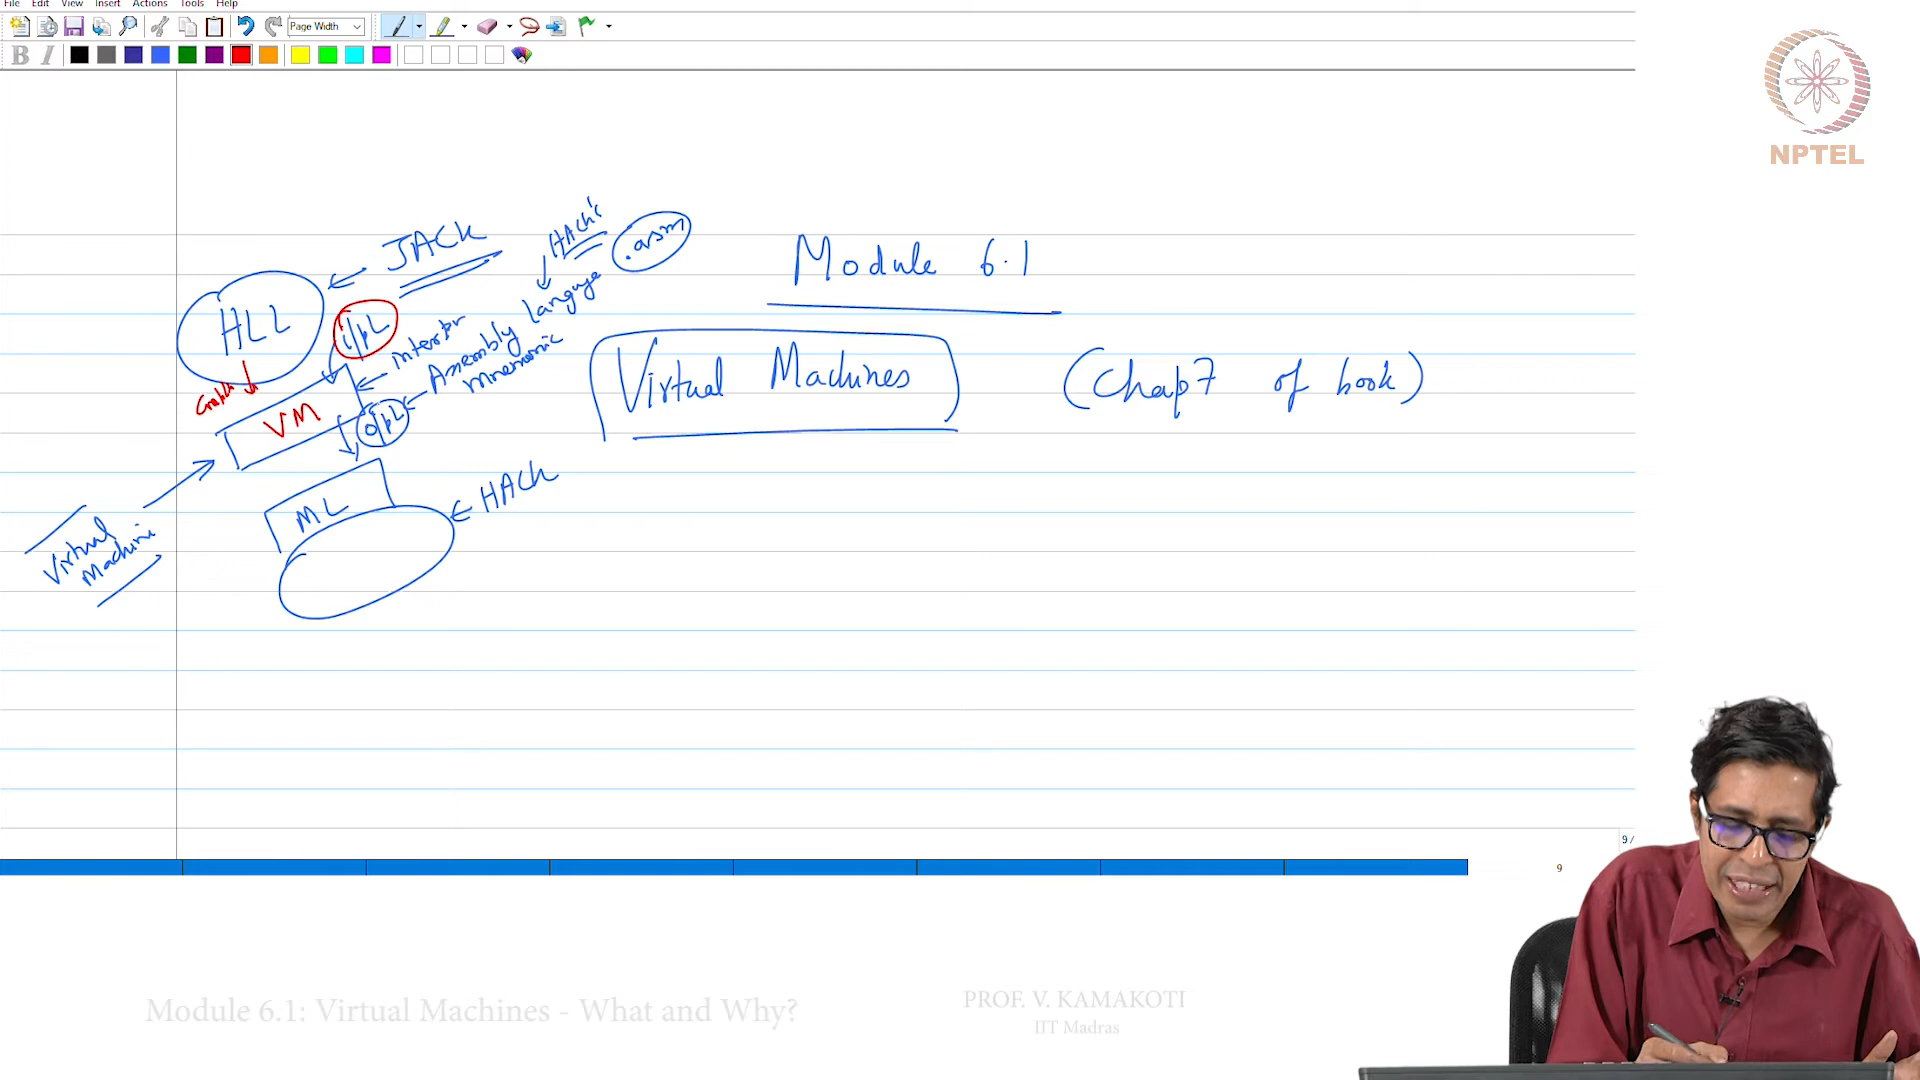 File Edit View Insert Actions Tools Help
Page Width
B I
NPTEL
Module 6.1
Virtual Machines (Chap 7 of book)
JACK
HACK
.asm
HLL
i/pL
Assembly Language
Mnemonic
VM
o/pL
ML
HACK
Virtual
Machine
9/
9
Module 6.1: Virtual Machines - What and Why?
PROF. V. KAMAKOTI
IIT Madras